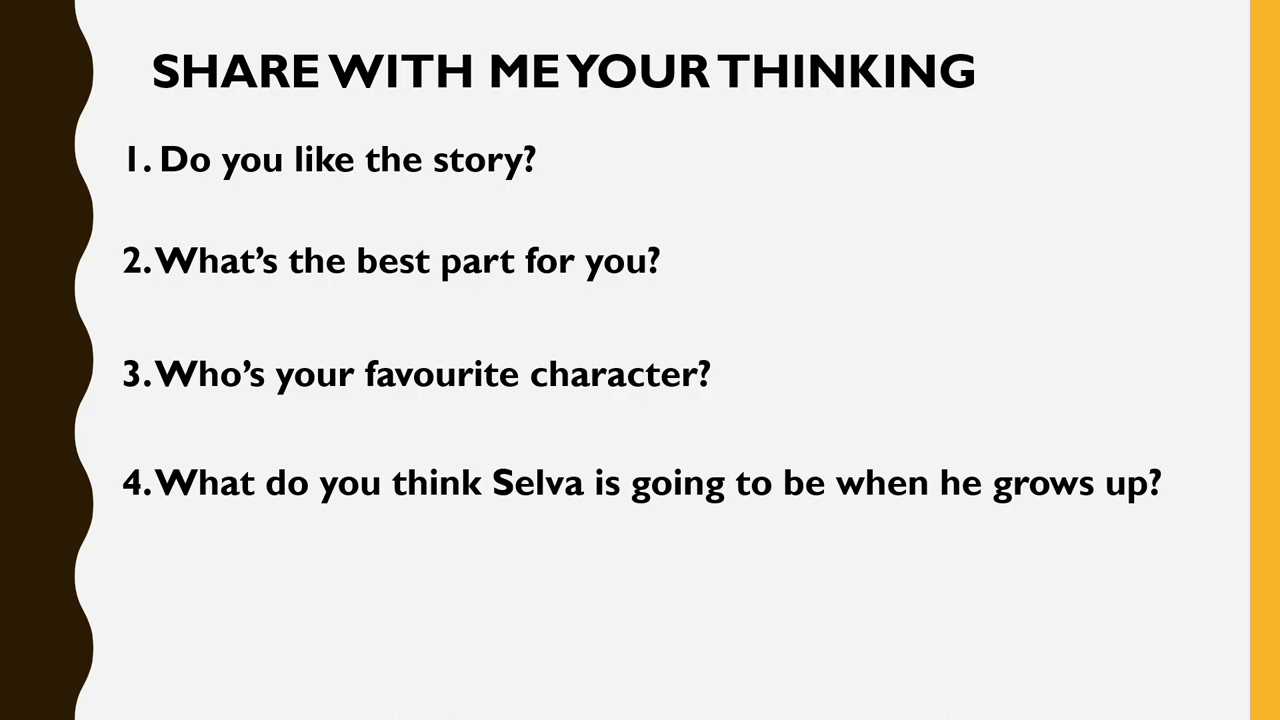 SHARE WITH ME YOUR THINKING
1. Do you like the story?
2. What’s the best part for you?
3. Who’s your favourite character?
4. What do you think Selva is going to be when he grows up?